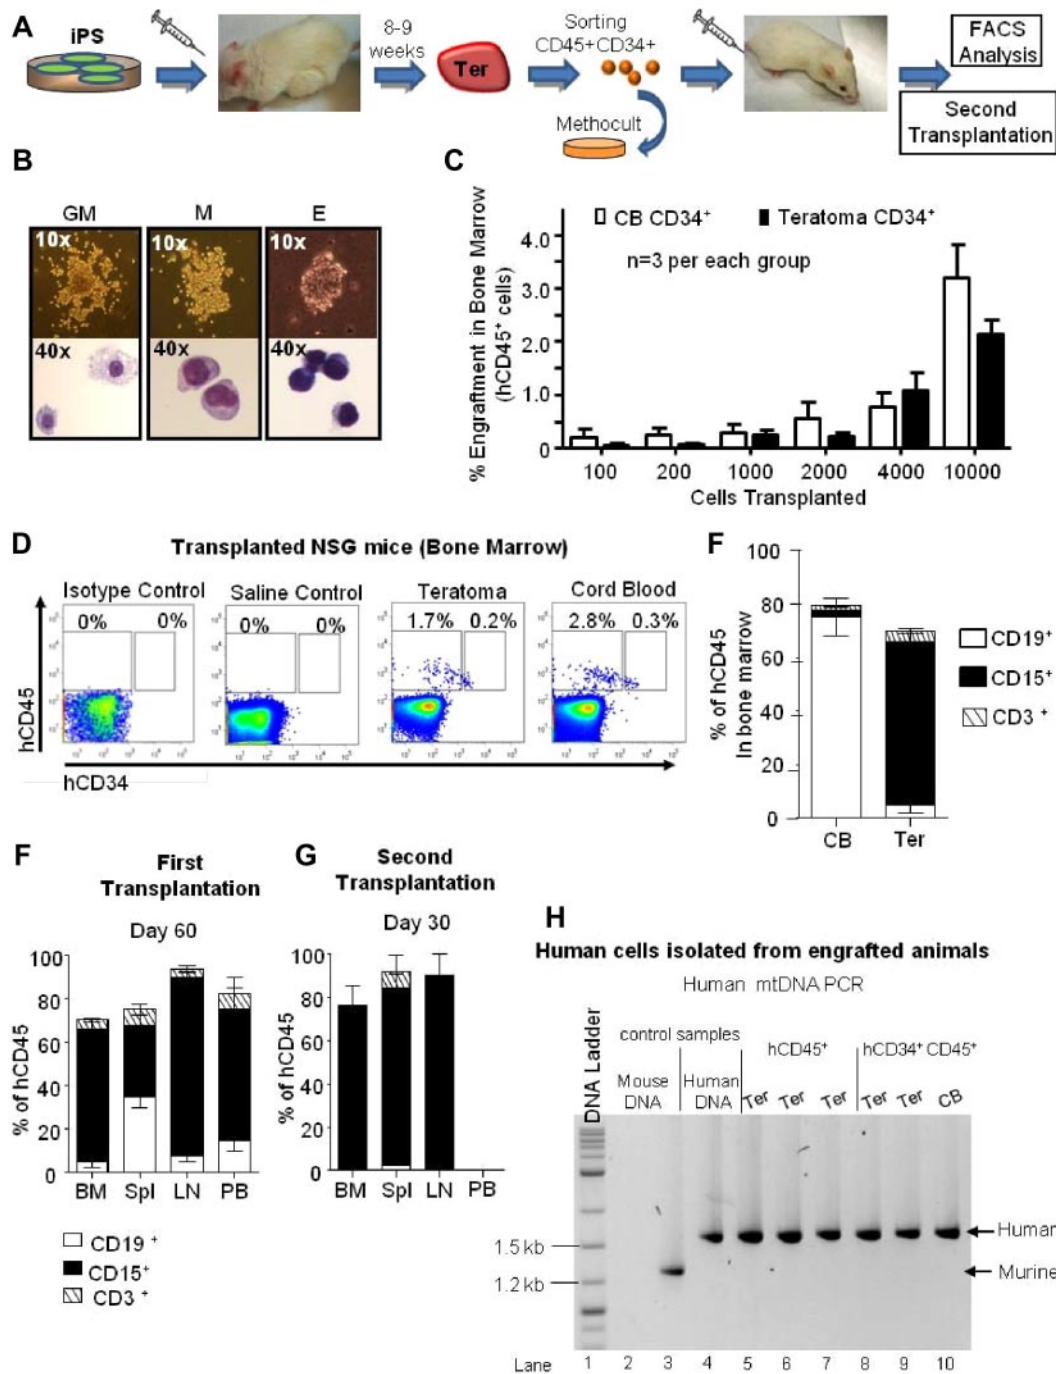 A
iPS
8-9
weeks
Ter
Sorting
CD45+CD34+
Methocult
FACS
Analysis
Second
Transplantation
B
GM M E
10x 10x 10x
40x 40x 40x
C
% Engraftment in Bone Marrow
(hCD45+ cells)
CB CD34+ Teratoma CD34+
n=3 per each group
4.0
3.0
2.0
1.0
0
100 200 1000 2000 4000 10000
Cells Transplanted
D
Transplanted NSG mice (Bone Marrow)
Isotype Control Saline Control Teratoma Cord Blood
0% 0% 0% 0% 1.7% 0.2% 2.8% 0.3%
hCD45
hCD34
F
% of hCD45
In bone marrow
100
80
60
40
20
0
CB Ter
CD19+
CD15+
CD3 +
F
First
Transplantation
Day 60
% of hCD45
100
80
60
40
20
0
BM Spl LN PB
CD19 +
CD15+
CD3 +
G
Second
Transplantation
Day 30
% of hCD45
100
80
60
40
20
0
BM Spl LN PB
H
Human cells isolated from engrafted animals
Human mtDNA PCR
DNA Ladder
control samples
Mouse
DNA
Human
DNA
hCD45+
hCD34+ CD45+
Ter Ter Ter Ter Ter CB
Human
Murine
1.5 kb
1.2 kb
Lane 1 2 3 4 5 6 7 8 9 10